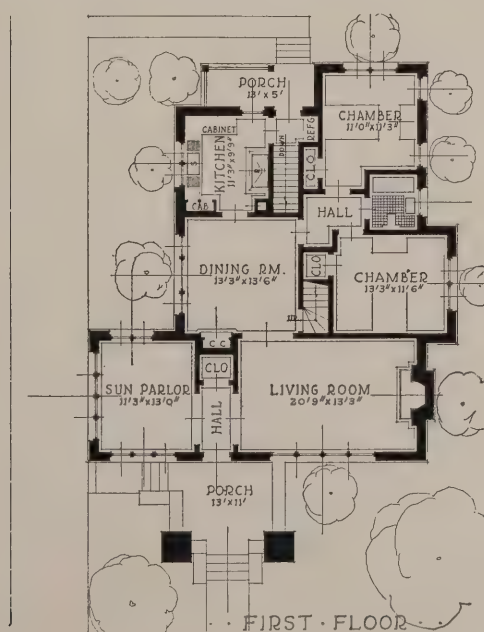 PORCH
13'x5'
CHAMBER
11'0"x11'3"
CABINET
KITCHEN
11'3"x9'9"
S
R
DOWN
REFG
CLO
CAB
HALL
DINING RM.
13'3"x13'6"
CLO
CHAMBER
13'3"x11'6"
UP
C C
CLO
SUN PARLOR
11'3"x13'0"
HALL
LIVING ROOM
20'9"x13'3"
PORCH
13'x11'
· FIRST · FLOOR